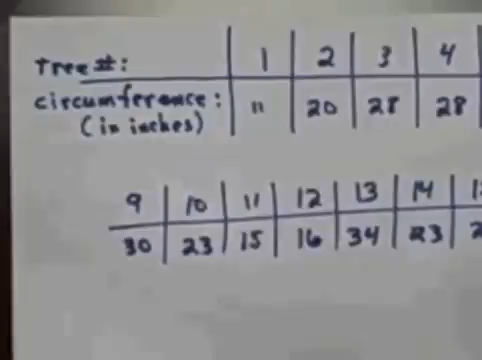 Tree #: 1 2 3 4
circumference: 11 20 28 28
(in inches)
9 10 11 12 13 14
30 23 15 16 34 23